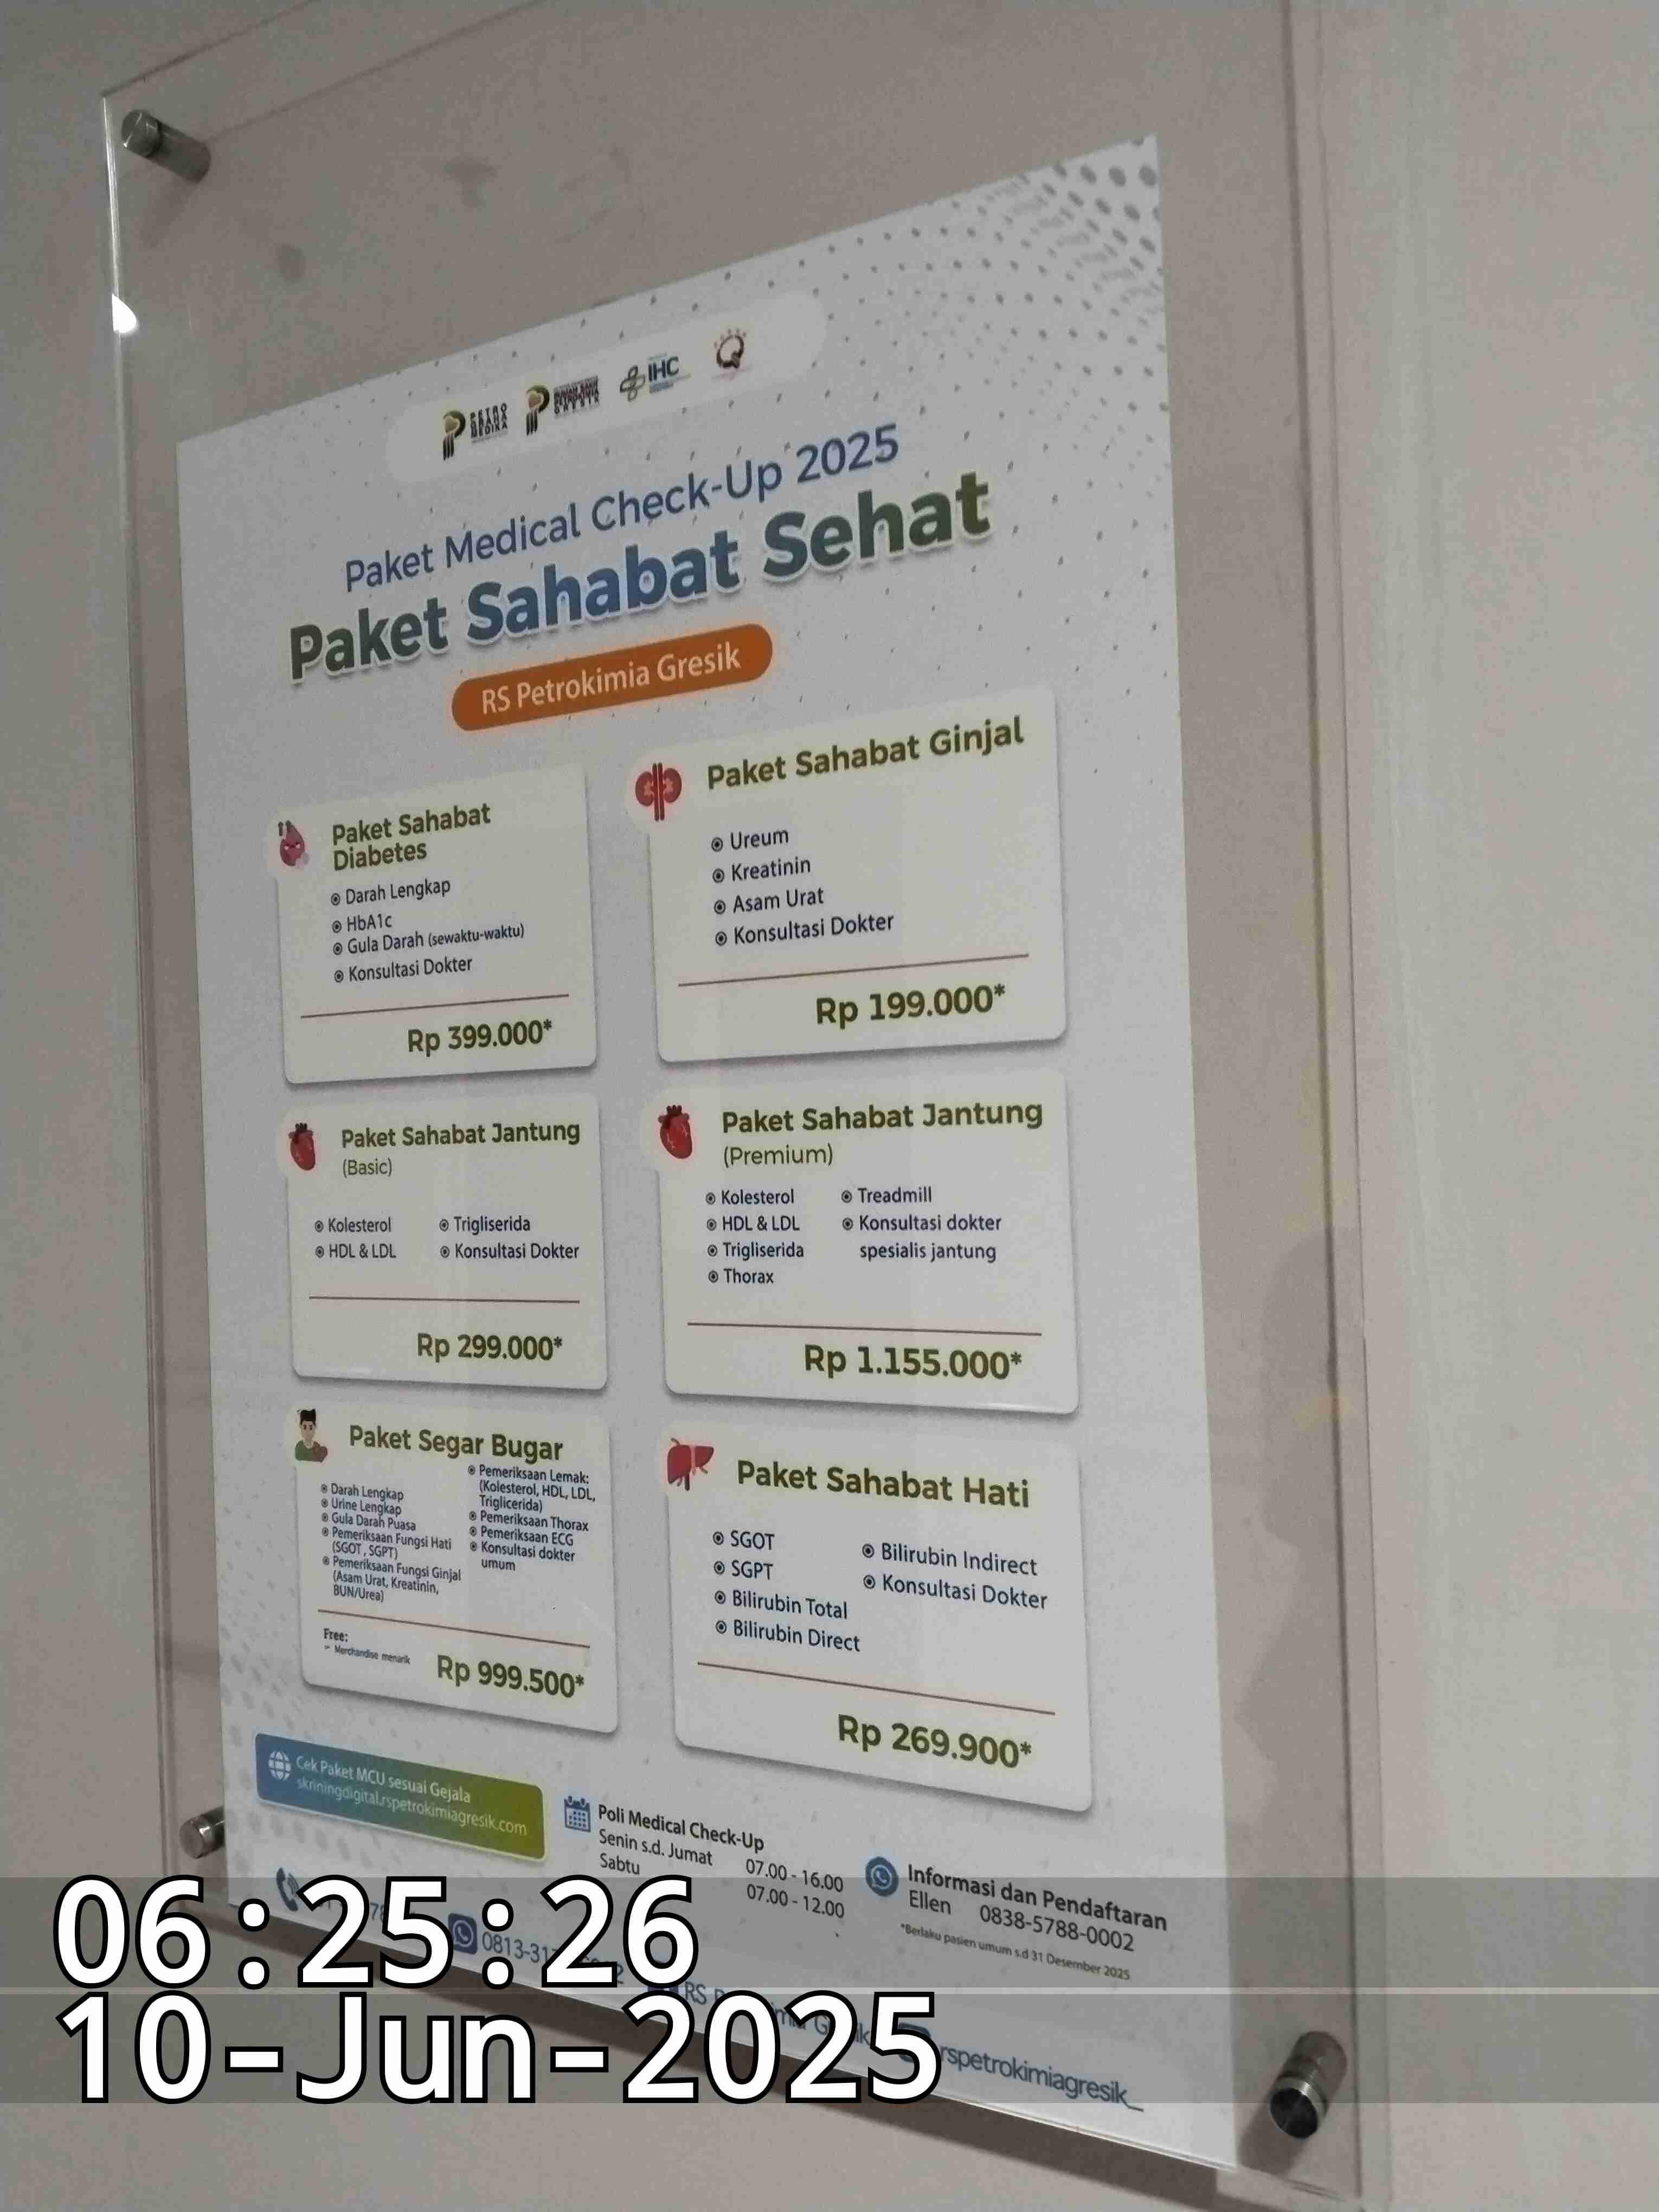 PETRO
GRAHA
MEDIKA
RUMAH SAKIT
PETROKIMIA
GRESIK
IHC
Paket Medical Check-Up 2025
Paket Sahabat Sehat
RS Petrokimia Gresik
Paket Sahabat
Diabetes
Darah Lengkap
HbA1c
Gula Darah (sewaktu-waktu)
Konsultasi Dokter
Rp 399.000*
Paket Sahabat Ginjal
Ureum
Kreatinin
Asam Urat
Konsultasi Dokter
Rp 199.000*
Paket Sahabat Jantung
(Basic)
Kolesterol
HDL & LDL
Trigliserida
Konsultasi Dokter
Rp 299.000*
Paket Sahabat Jantung
(Premium)
Kolesterol
HDL & LDL
Trigliserida
Thorax
Treadmill
Konsultasi dokter
spesialis jantung
Rp 1.155.000*
Paket Segar Bugar
Darah Lengkap
Urine Lengkap
Gula Darah Puasa
Pemeriksaan Fungsi Hati
(SGOT, SGPT)
Pemeriksaan Fungsi Ginjal
(Asam Urat, Kreatinin,
BUN/Urea)
Pemeriksaan Lemak:
(Kolesterol, HDL, LDL,
Triglicerida)
Pemeriksaan Thorax
Pemeriksaan ECG
Konsultasi dokter
umum
Free:
Merchandise menarik
Rp 999.500*
Paket Sahabat Hati
SGOT
SGPT
Bilirubin Total
Bilirubin Direct
Bilirubin Indirect
Konsultasi Dokter
Rp 269.900*
Cek Paket MCU sesuai Gejala
skriningdigital.rspetrokimiagresik.com
Poli Medical Check-Up
Senin s.d. Jumat 07.00 - 16.00
Sabtu 07.00 - 12.00
Informasi dan Pendaftaran
Ellen 0838-5788-0002
*Berlaku pasien umum s.d 31 Desember 2025
rspetrokimiagresik_
06:25:26
10-Jun-2025